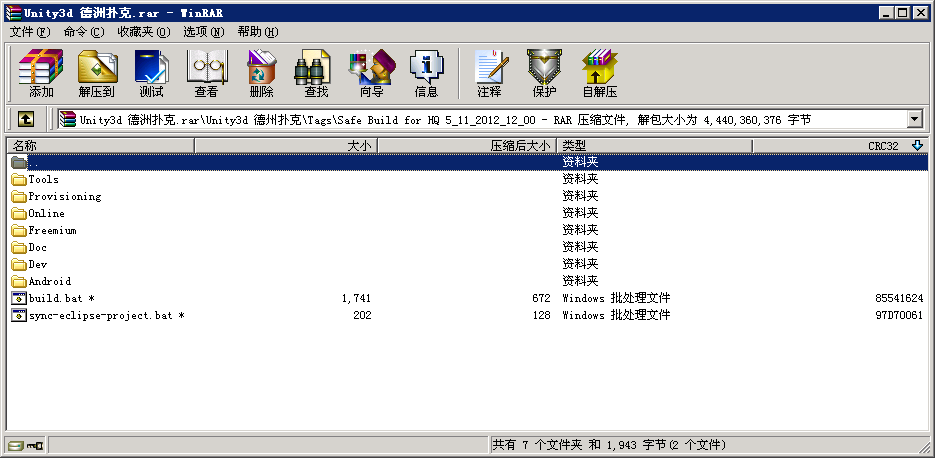 Unity3d 德洲扑克.rar - WinRAR
文件(F) 命令(C) 收藏夹(O) 选项(N) 帮助(H)
添加 解压到 测试 查看 删除 查找 向导 信息 注释 保护 自解压
Unity3d 德洲扑克.rar\Unity3d 德州扑克\Tags\Safe Build for HQ 5_11_2012_12_00 - RAR 压缩文件, 解包大小为 4,440,360,376 字节
名称 大小 压缩后大小 类型 CRC32
.. 资料夹
Tools 资料夹
Provisioning 资料夹
Online 资料夹
Freemium 资料夹
Doc 资料夹
Dev 资料夹
Android 资料夹
build.bat * 1,741 672 Windows 批处理文件 85541624
sync-eclipse-project.bat * 202 128 Windows 批处理文件 97D70061
共有 7 个文件夹 和 1,943 字节(2 个文件)